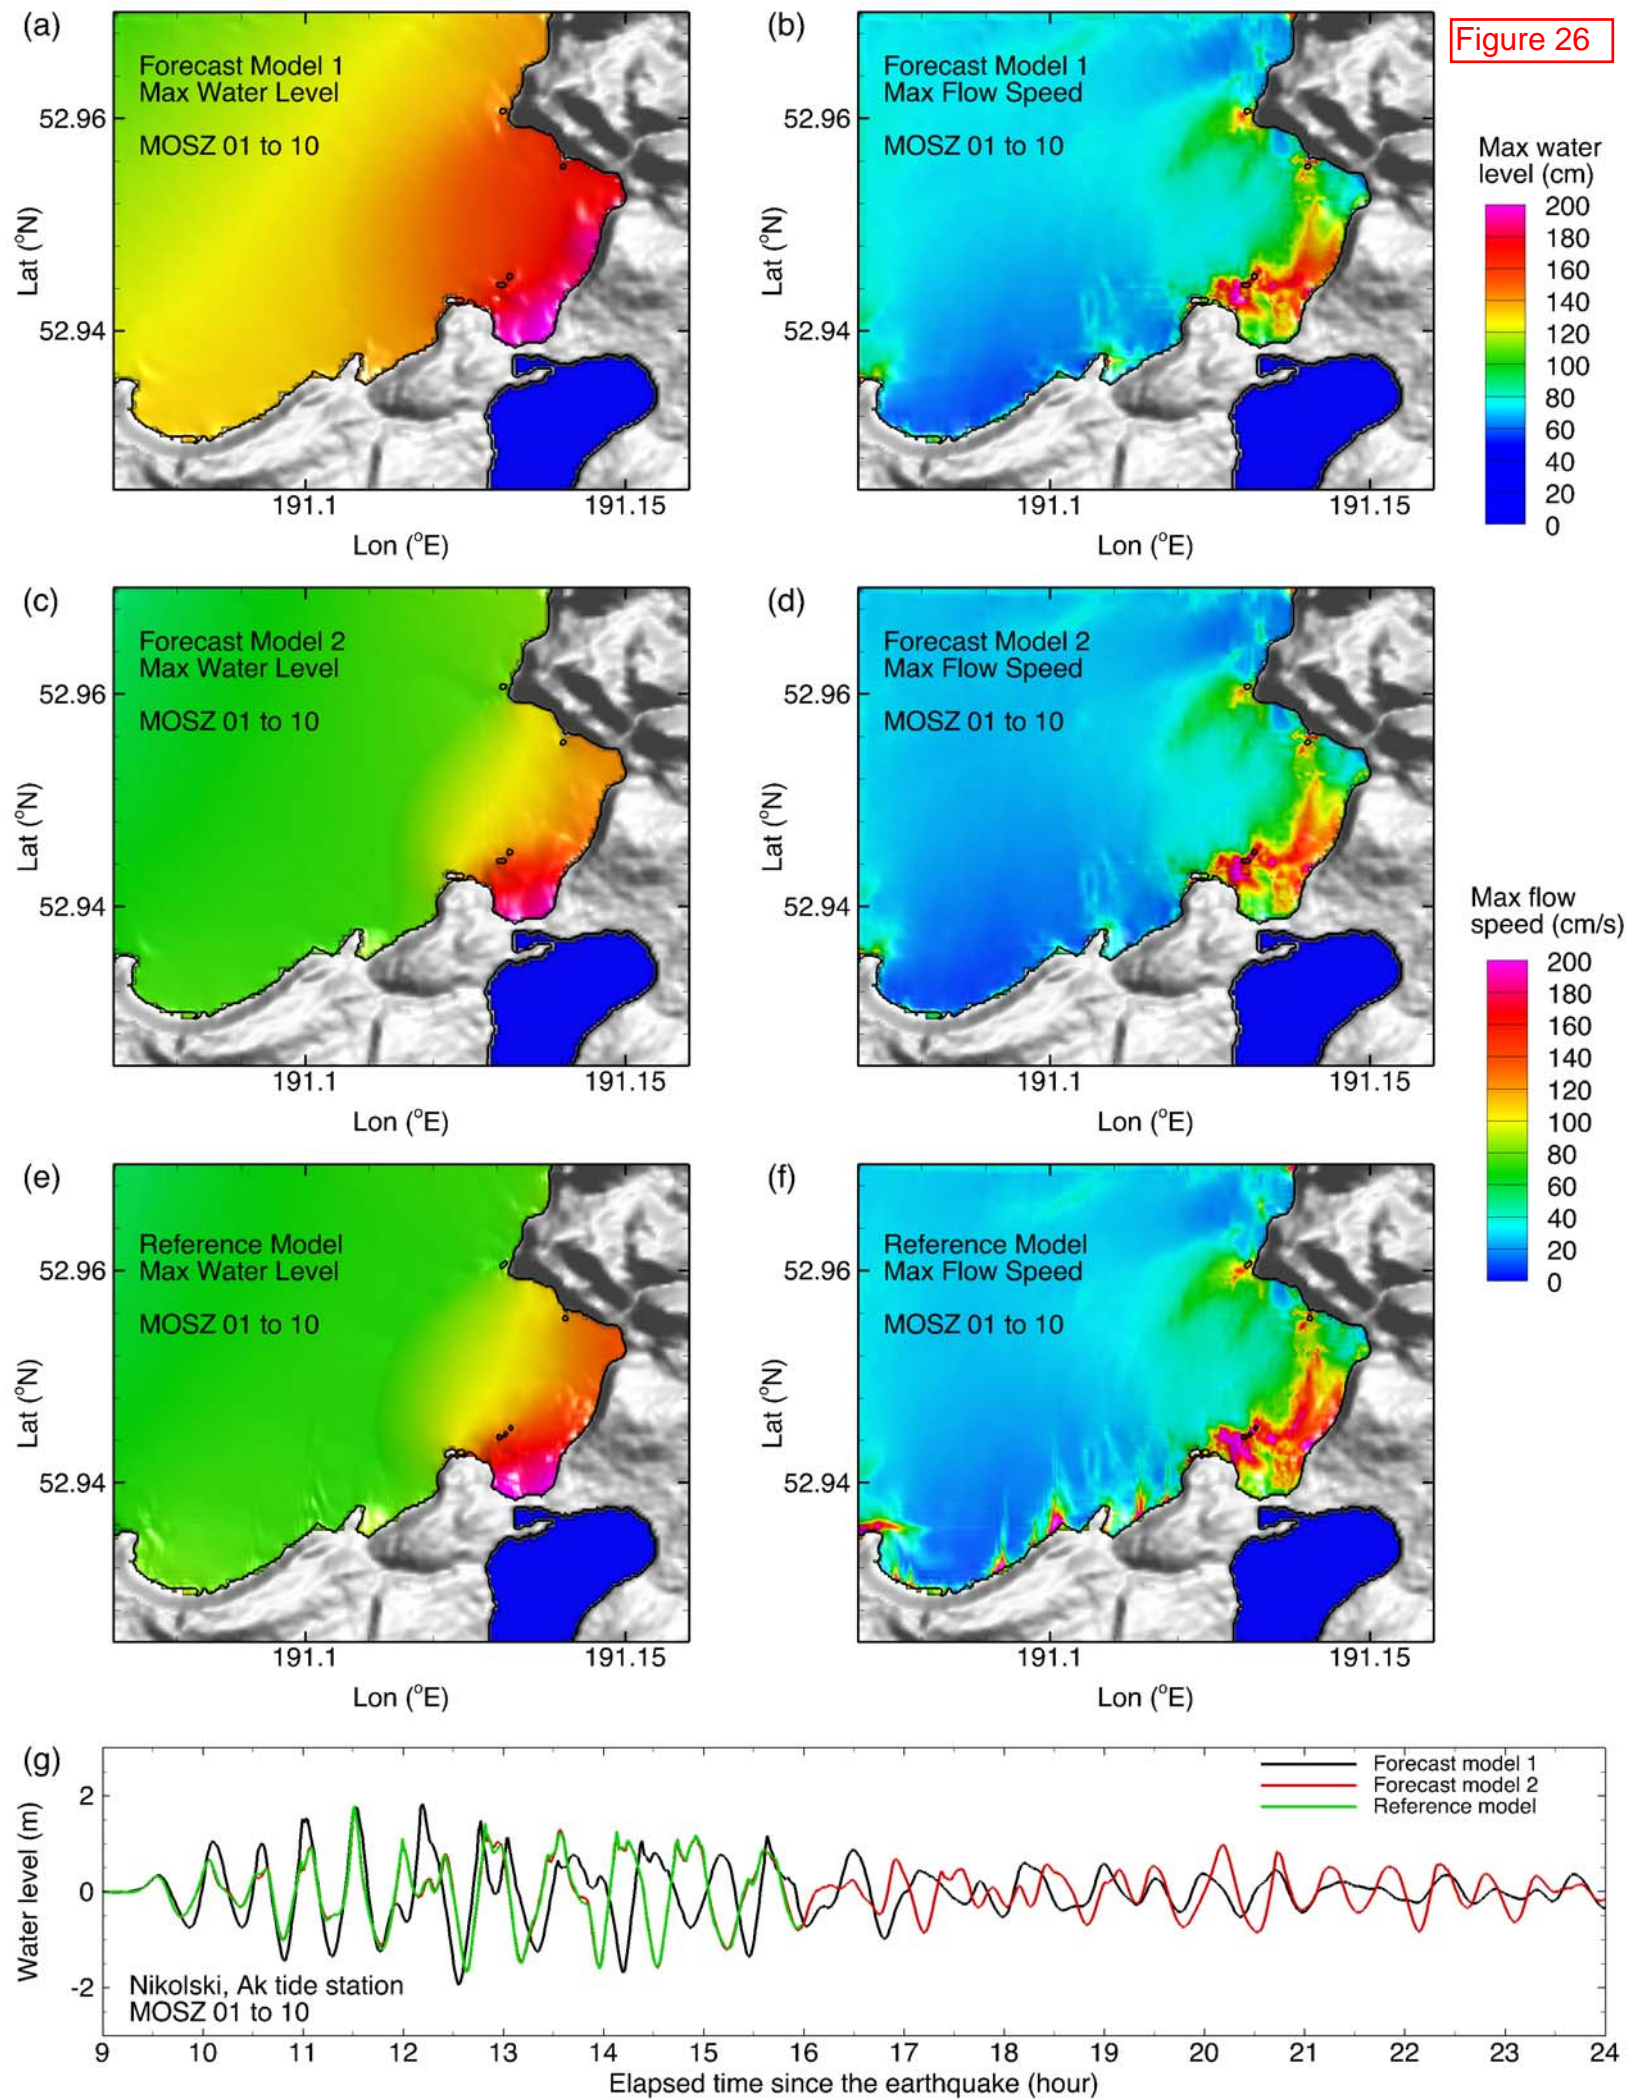 Figure 26
(a)
Forecast Model 1
Max Water Level
MOSZ 01 to 10
52.96
52.94
Lat (°N)
191.1
191.15
Lon (°E)
(b)
Forecast Model 1
Max Flow Speed
MOSZ 01 to 10
52.96
52.94
Lat (°N)
191.1
191.15
Lon (°E)
Max water
level (cm)
200
180
160
140
120
100
80
60
40
20
0
(c)
Forecast Model 2
Max Water Level
MOSZ 01 to 10
52.96
52.94
Lat (°N)
191.1
191.15
Lon (°E)
(d)
Forecast Model 2
Max Flow Speed
MOSZ 01 to 10
52.96
52.94
Lat (°N)
191.1
191.15
Lon (°E)
Max flow
speed (cm/s)
200
180
160
140
120
100
80
60
40
20
0
(e)
Reference Model
Max Water Level
MOSZ 01 to 10
52.96
52.94
Lat (°N)
191.1
191.15
Lon (°E)
(f)
Reference Model
Max Flow Speed
MOSZ 01 to 10
52.96
52.94
Lat (°N)
191.1
191.15
Lon (°E)
(g)
Forecast model 1
Forecast model 2
Reference model
2
0
-2
Water level (m)
Nikolski, Ak tide station
MOSZ 01 to 10
9 10 11 12 13 14 15 16 17 18 19 20 21 22 23 24
Elapsed time since the earthquake (hour)